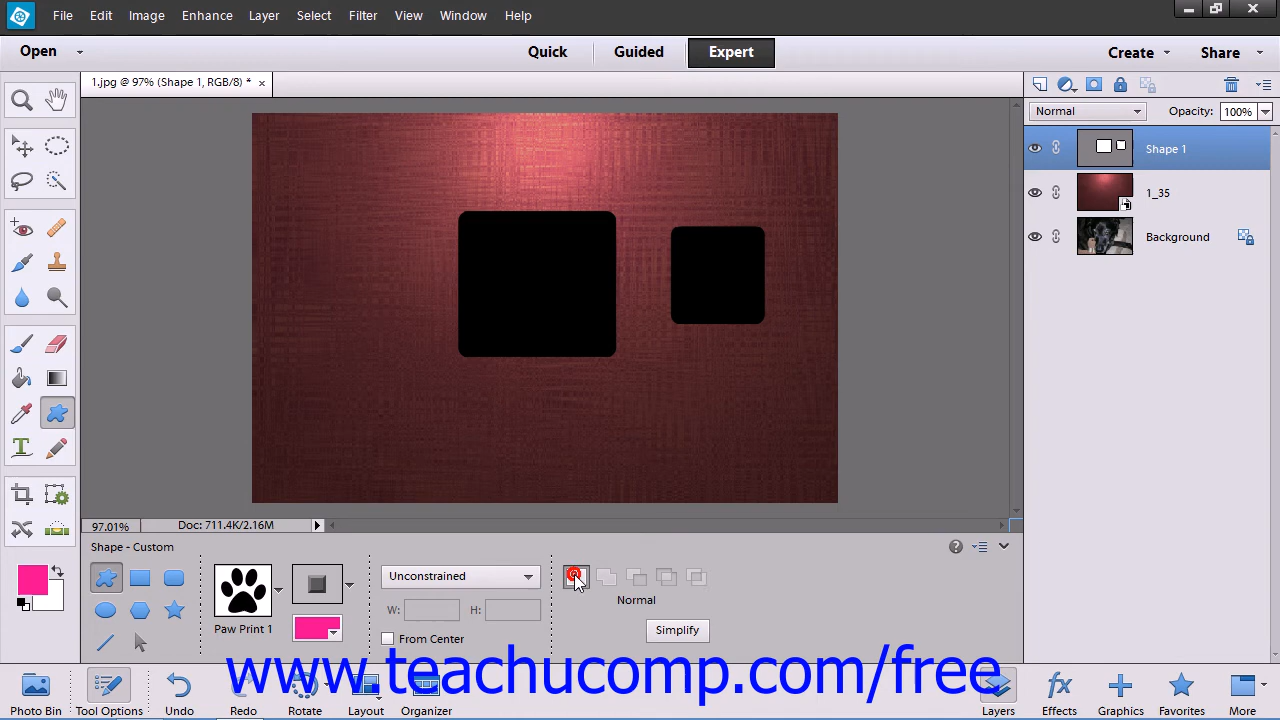 File Edit Image Enhance Layer Select Filter View Window Help
Open Quick Guided Expert Create Share
1.jpg @ 97% (Shape 1, RGB/8) * ×
Normal Opacity: 100%
Shape 1
1_35
Background
97.01% Doc: 711.4K/2.16M
Shape - Custom
Unconstrained
W: H:
Normal
Paw Print 1
Simplify
From Center
www.teachucomp.com/free
Photo Bin Tool Options Undo Redo Rotate Layout Organizer Layers Effects Graphics Favorites More